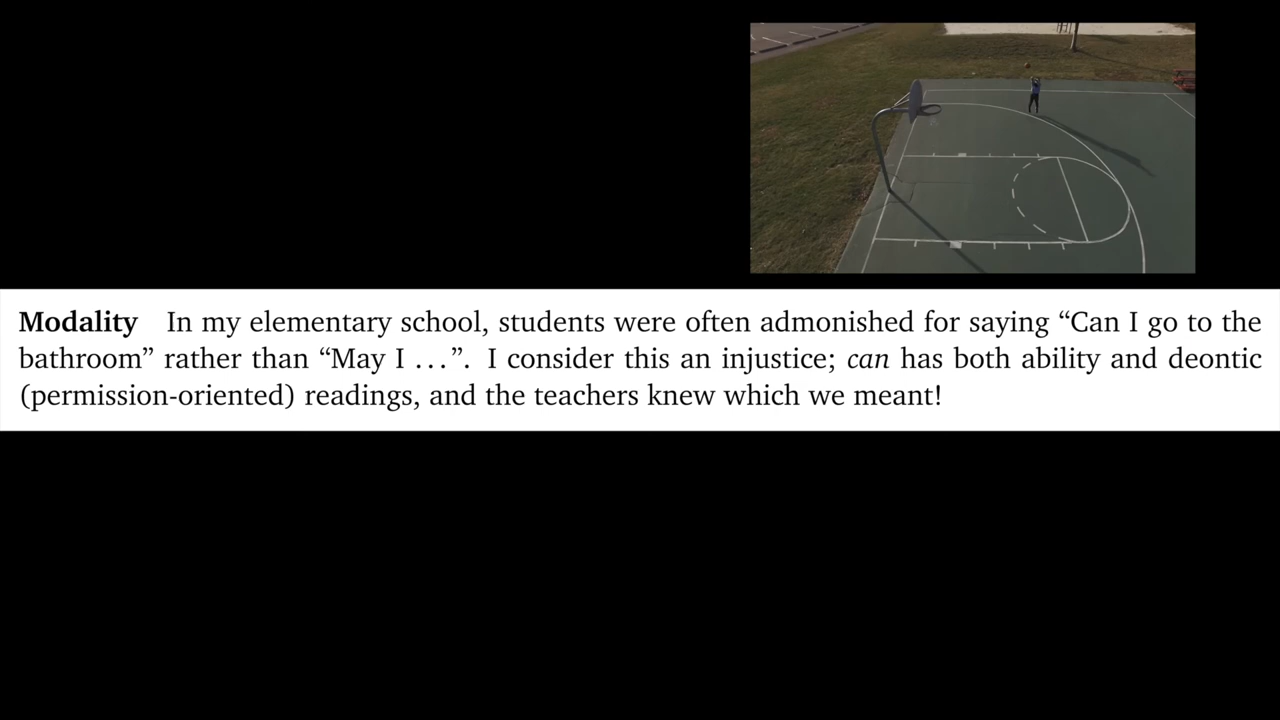 Modality In my elementary school, students were often admonished for saying “Can I go to the
bathroom” rather than “May I …”. I consider this an injustice; can has both ability and deontic
(permission-oriented) readings, and the teachers knew which we meant!